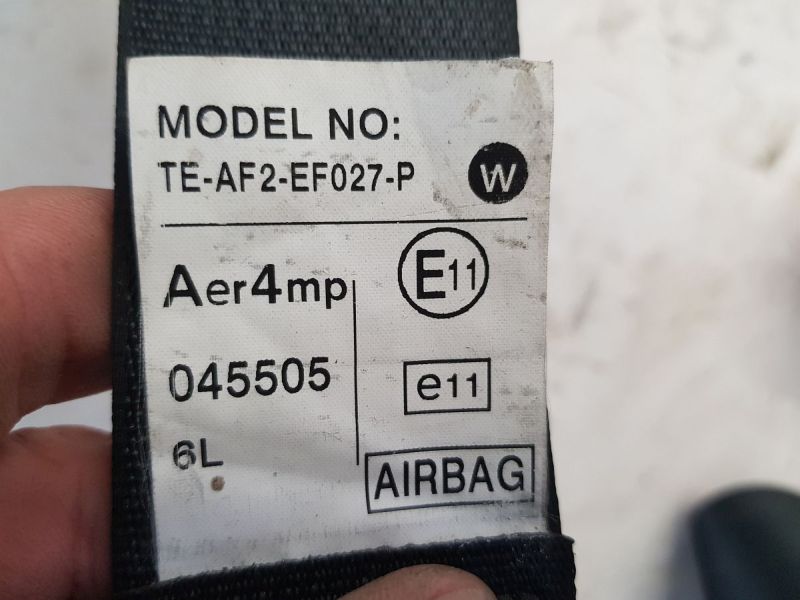 MODEL NO:
TE-AF2-EF027-P W
Aer4mp E11
045505 e11
6L AIRBAG